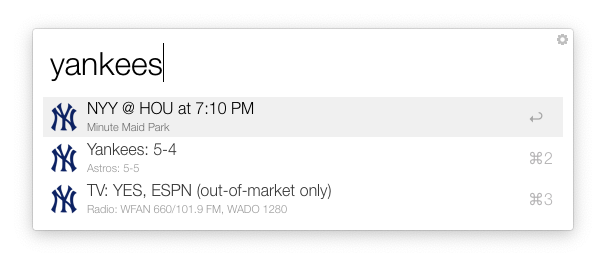 yankees
NYY @ HOU at 7:10 PM
Minute Maid Park
↩
Yankees: 5-4
Astros: 5-5
⌘2
TV: YES, ESPN (out-of-market only)
Radio: WFAN 660/101.9 FM, WADO 1280
⌘3